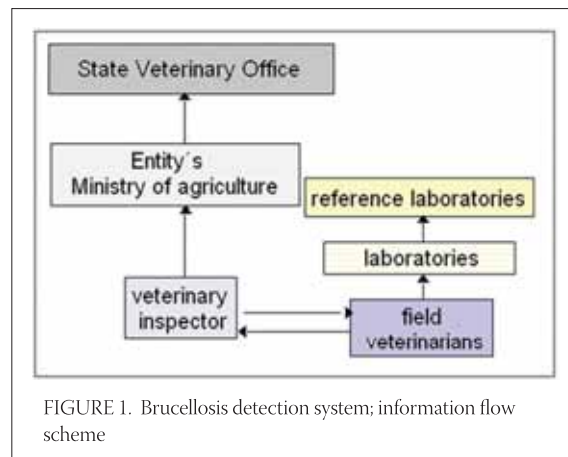 State Veterinary Office
Entity´s
Ministry of agriculture
reference laboratories
laboratories
veterinary
inspector
field
veterinarians
FIGURE 1. Brucellosis detection system; information flow
scheme